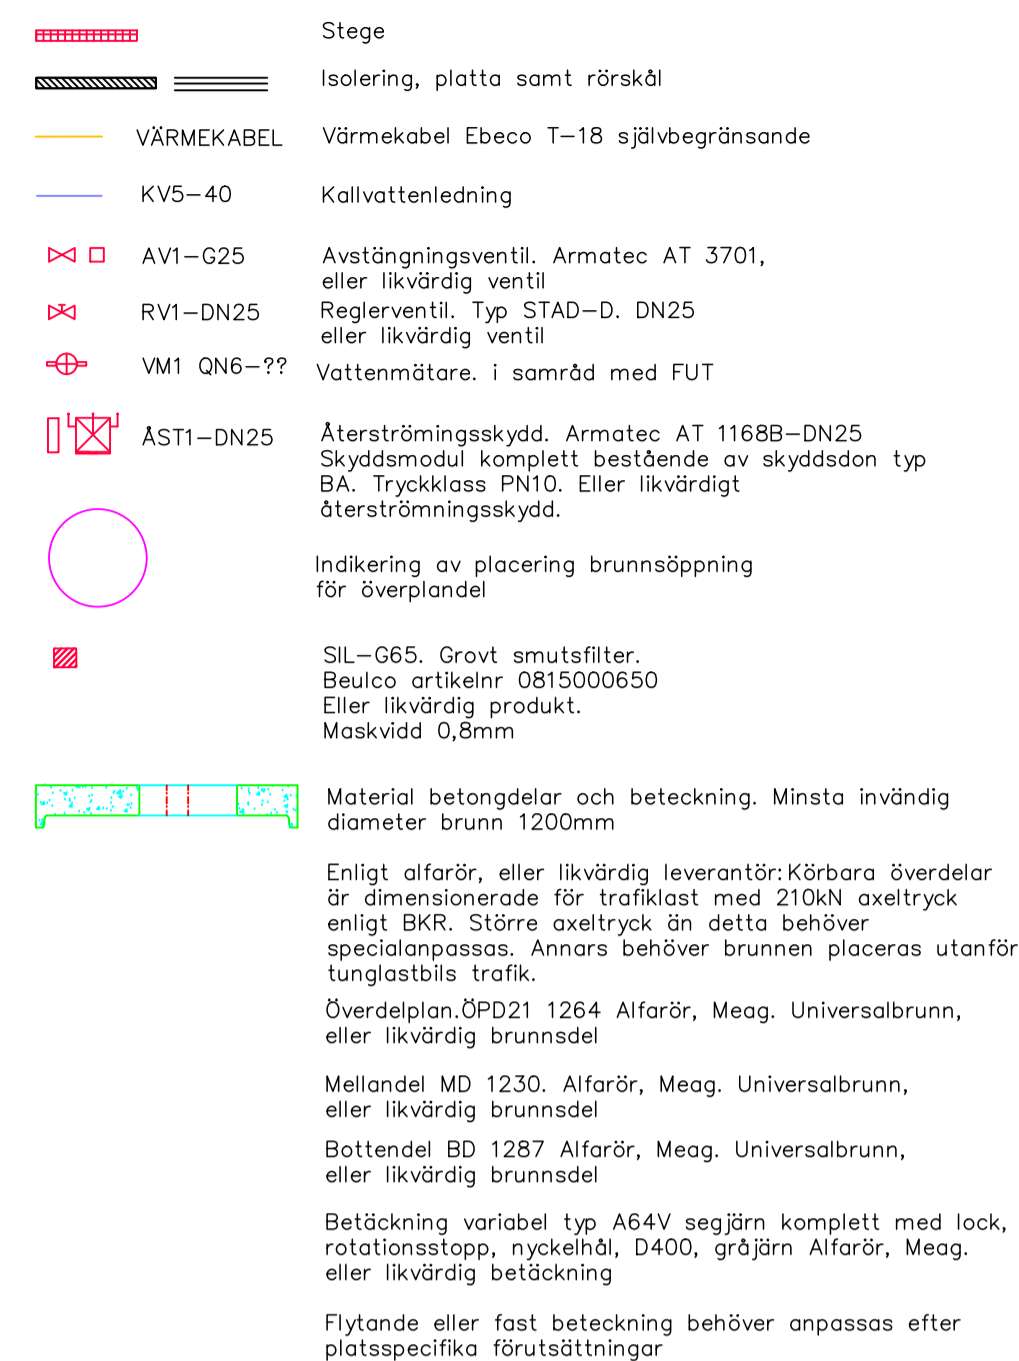 Stege
Isolering, platta samt rörskål
VÄRMEKABEL Värmekabel Ebeco T-18 självbegränsande
KV5-40 Kallvattenledning
AV1-G25 Avstängningsventil. Armatec AT 3701,
eller likvärdig ventil
RV1-DN25 Reglerventil. Typ STAD-D. DN25
eller likvärdig ventil
VM1 QN6-?? Vattenmätare. i samråd med FUT
ÅST1-DN25 Återströmingsskydd. Armatec AT 1168B-DN25
Skyddsmodul komplett bestående av skyddsdon typ
BA. Tryckklass PN10. Eller likvärdigt
återströmningsskydd.
Indikering av placering brunnsöppning
för överplandel
SIL-G65. Grovt smutsfilter.
Beulco artikelnr 0815000650
Eller likvärdig produkt.
Maskvidd 0,8mm
Material betongdelar och beteckning. Minsta invändig
diameter brunn 1200mm
Enligt alfarör, eller likvärdig leverantör: Körbara överdelar
är dimensionerade för trafiklast med 210kN axeltryck
enligt BKR. Större axeltryck än detta behöver
specialanpassas. Annars behöver brunnen placeras utanför
tunglastbils trafik.
Överdelplan.ÖPD21 1264 Alfarör, Meag. Universalbrunn,
eller likvärdig brunnsdel
Mellandel MD 1230. Alfarör, Meag. Universalbrunn,
eller likvärdig brunnsdel
Bottendel BD 1287 Alfarör, Meag. Universalbrunn,
eller likvärdig brunnsdel
Betäckning variabel typ A64V segjärn komplett med lock,
rotationsstopp, nyckelhål, D400, gråjärn Alfarör, Meag.
eller likvärdig betäckning
Flytande eller fast beteckning behöver anpassas efter
platsspecifika förutsättningar